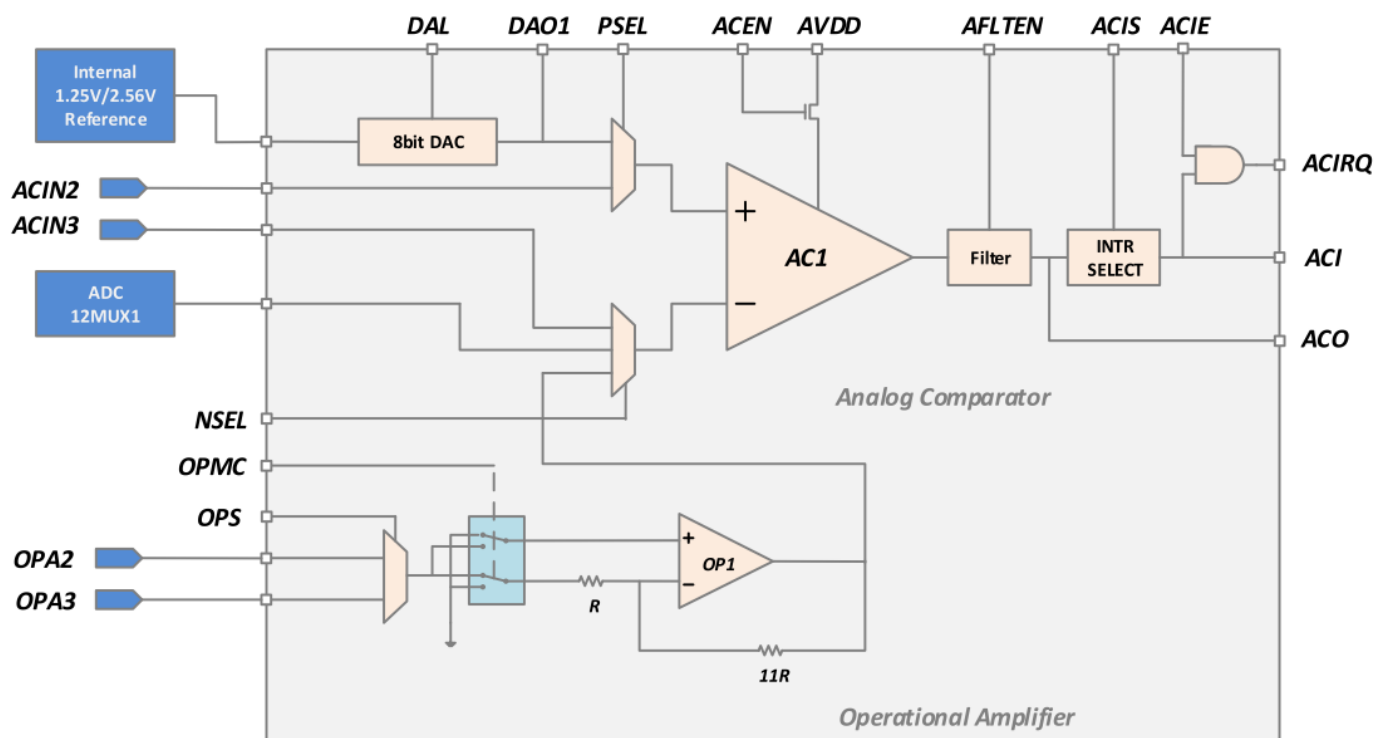 DAL DAO1 PSEL ACEN AVDD AFLTEN ACIS ACIE
Internal
1.25V/2.56V
Reference
8bit DAC
ACIRQ
ACIN2
ACIN3
+
AC1
−
Filter
INTR
SELECT
ACI
ADC
12MUX1
ACO
Analog Comparator
NSEL
OPMC
OPS
OPA2
OPA3
+
OP1
−
R
11R
Operational Amplifier